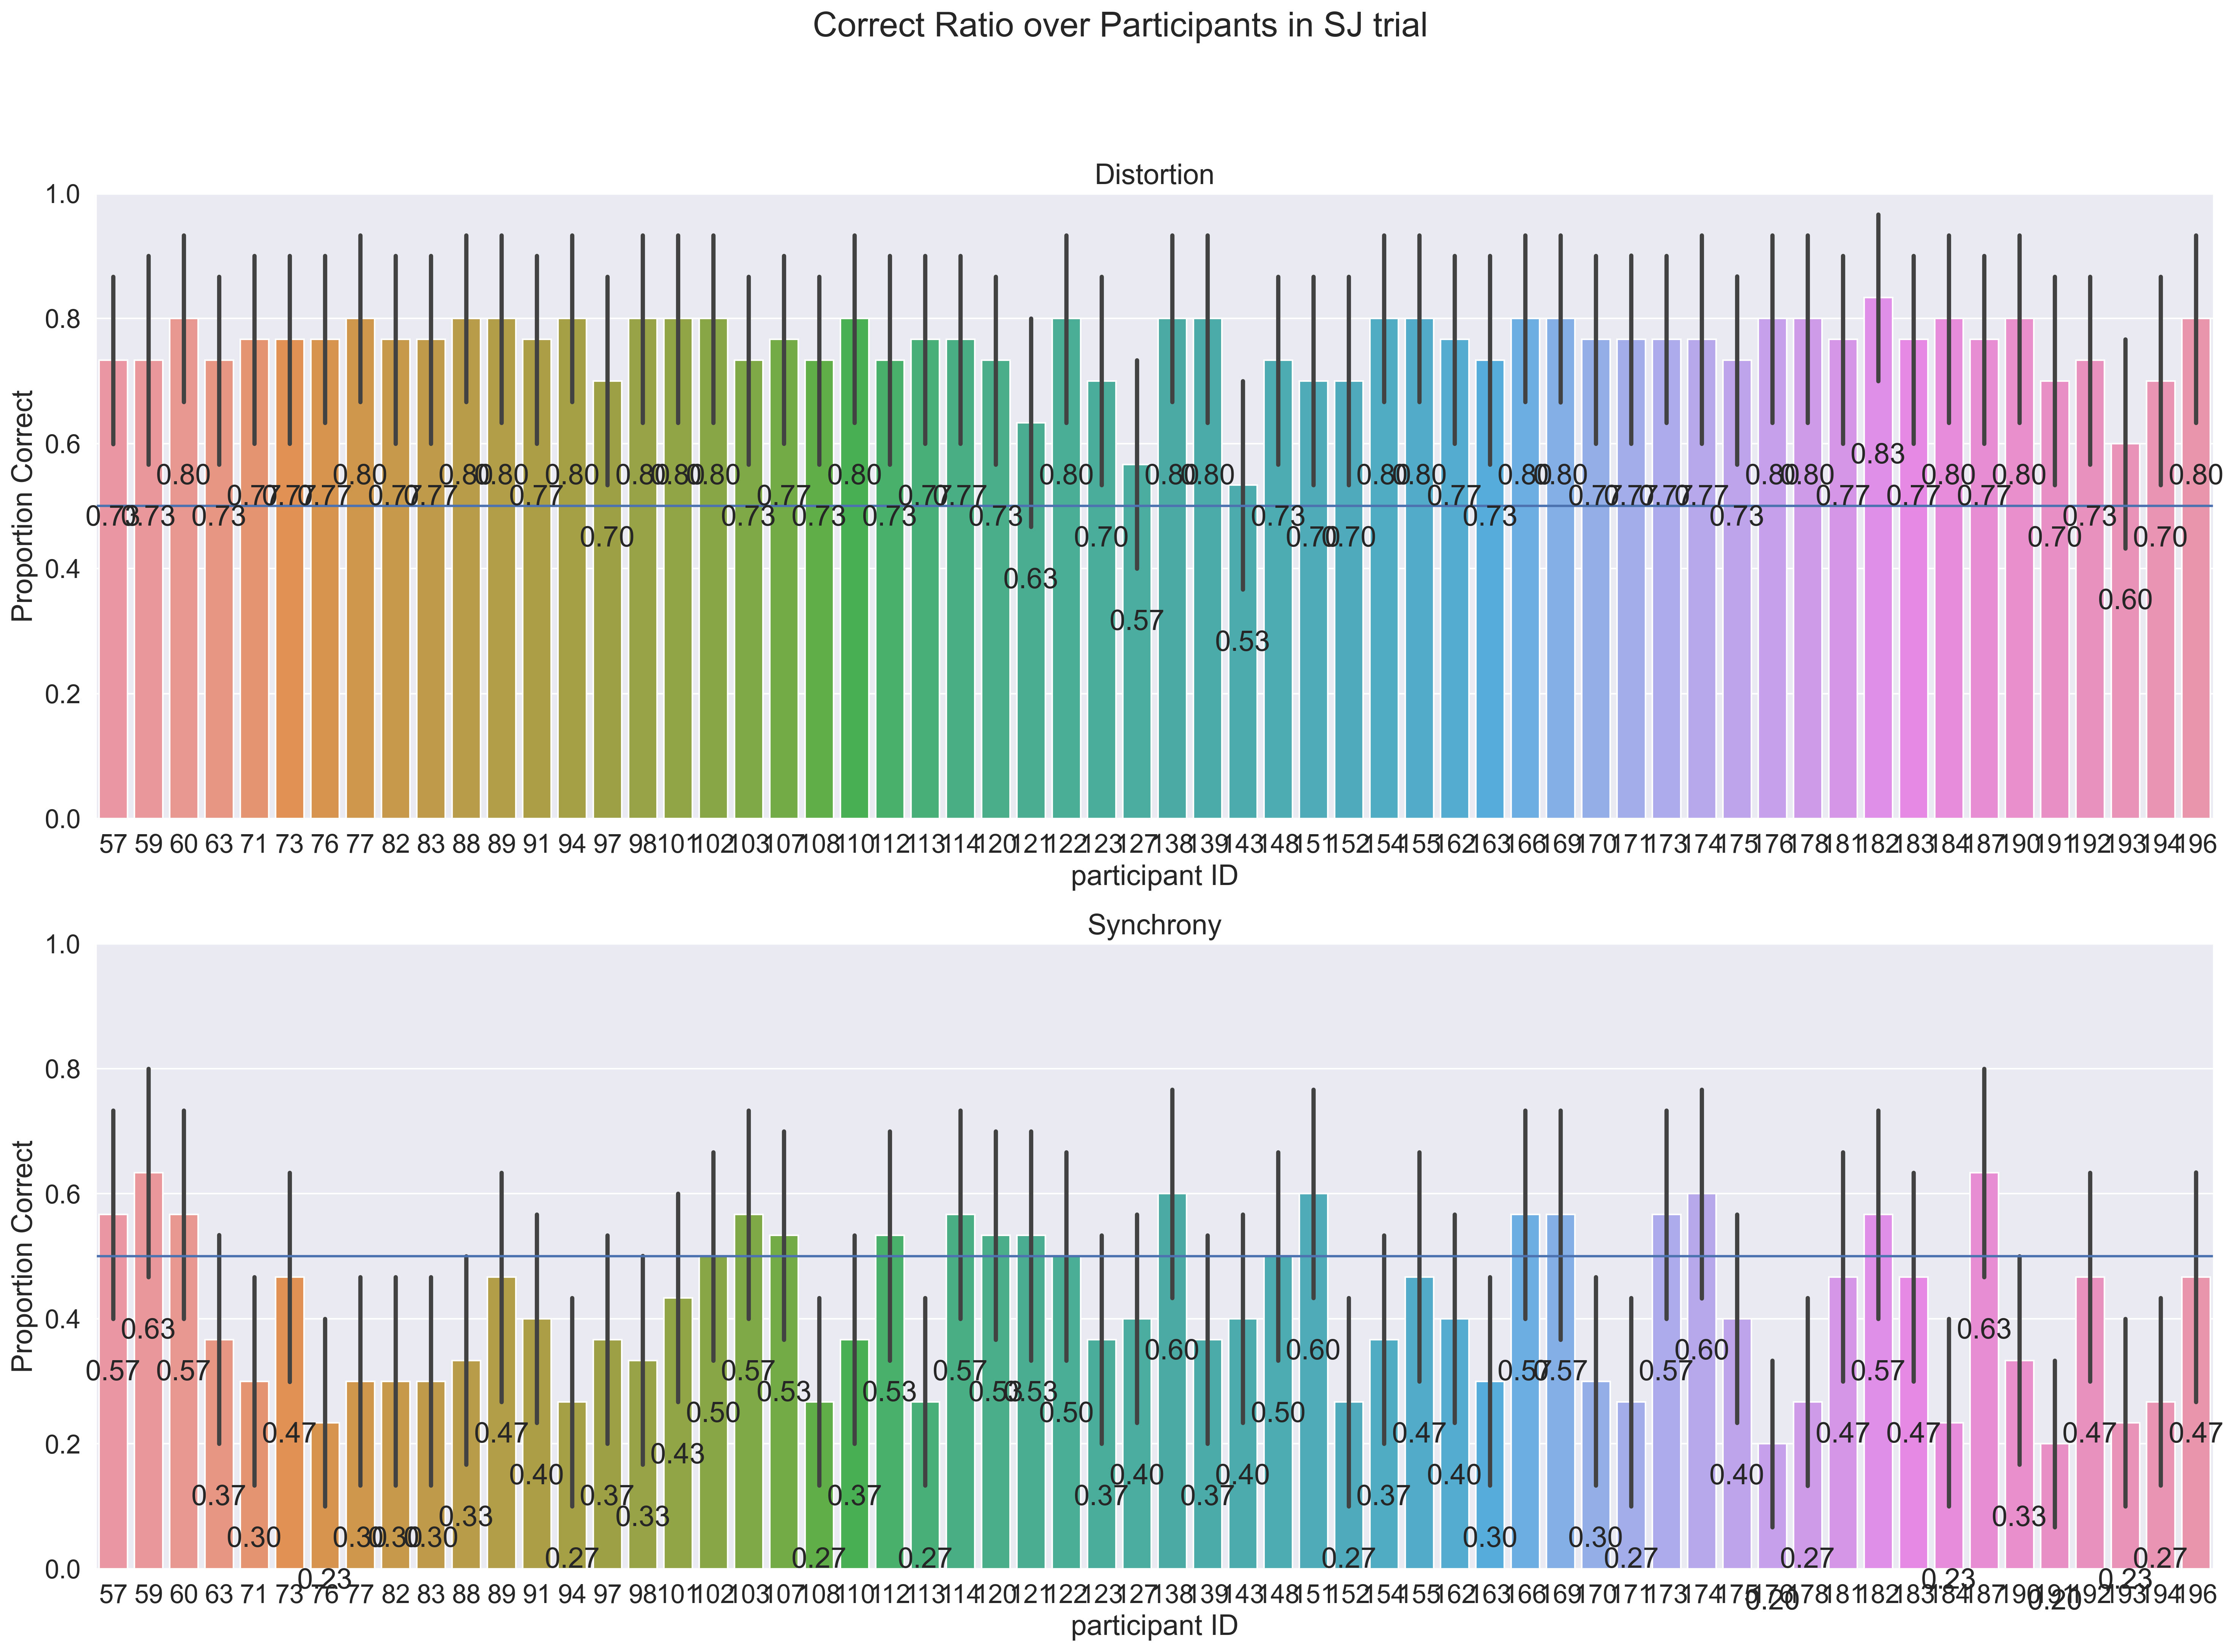 Correct Ratio over Participants in SJ trial
Distortion
Proportion Correct
1.0
0.8
0.6
0.4
0.2
0.0
0.73 0.73 0.80 0.73 0.77 0.77 0.77 0.80 0.77 0.77 0.80 0.80 0.77 0.80 0.70 0.80 0.80 0.80 0.73 0.77 0.73 0.80 0.73 0.77 0.77 0.73 0.63 0.80 0.70 0.57 0.80 0.80 0.53 0.73 0.70 0.70 0.80 0.80 0.77 0.73 0.80 0.80 0.77 0.77 0.77 0.77 0.73 0.80 0.80 0.77 0.83 0.77 0.80 0.77 0.80 0.70 0.73 0.60 0.70 0.80
57 59 60 63 71 73 76 77 82 83 88 89 91 94 97 98 101 102 103 107 108 110 112 113 114 120 121 122 123 127 138 139 143 148 151 152 154 155 162 163 166 169 170 171 173 174 175 176 178 181 182 183 184 187 190 191 192 193 194 196
participant ID
Synchrony
Proportion Correct
1.0
0.8
0.6
0.4
0.2
0.0
0.57 0.63 0.57 0.37 0.30 0.47 0.23 0.30 0.30 0.30 0.33 0.47 0.40 0.27 0.37 0.33 0.43 0.50 0.57 0.53 0.27 0.37 0.53 0.27 0.57 0.53 0.53 0.50 0.37 0.40 0.60 0.37 0.40 0.50 0.60 0.27 0.37 0.47 0.40 0.30 0.57 0.57 0.30 0.27 0.57 0.60 0.40 0.20 0.27 0.47 0.57 0.47 0.23 0.63 0.33 0.20 0.47 0.23 0.27 0.47
57 59 60 63 71 73 76 77 82 83 88 89 91 94 97 98 101 102 103 107 108 110 112 113 114 120 121 122 123 127 138 139 143 148 151 152 154 155 162 163 166 169 170 171 173 174 175 176 178 181 182 183 184 187 190 191 192 193 194 196
participant ID